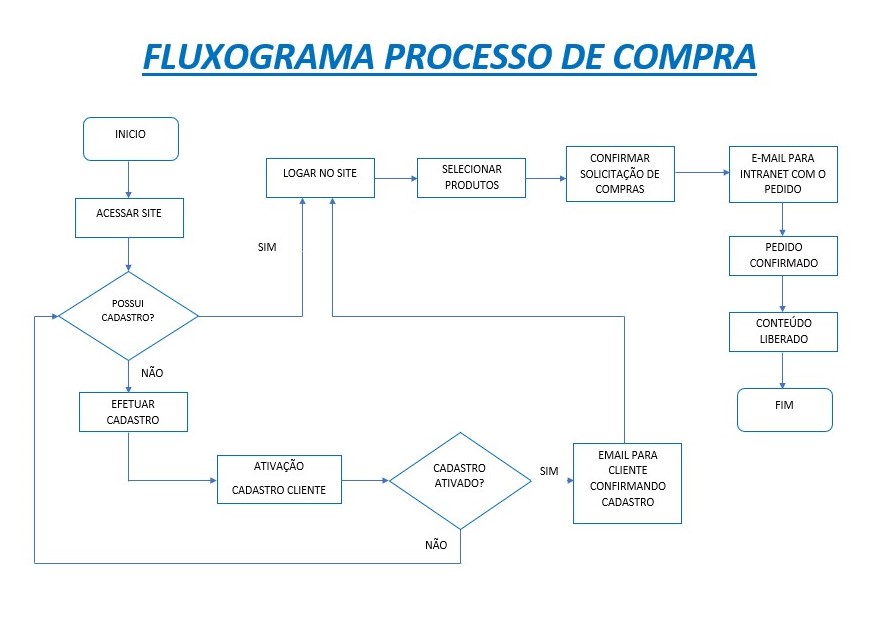 FLUXOGRAMA PROCESSO DE COMPRA
INICIO
ACESSAR SITE
POSSUI
CADASTRO?
SIM
NÃO
LOGAR NO SITE
SELECIONAR
PRODUTOS
CONFIRMAR
SOLICITAÇÃO DE
COMPRAS
E-MAIL PARA
INTRANET COM O
PEDIDO
PEDIDO
CONFIRMADO
CONTEÚDO
LIBERADO
FIM
EFETUAR
CADASTRO
ATIVAÇÃO
CADASTRO CLIENTE
CADASTRO
ATIVADO?
SIM
NÃO
EMAIL PARA
CLIENTE
CONFIRMANDO
CADASTRO